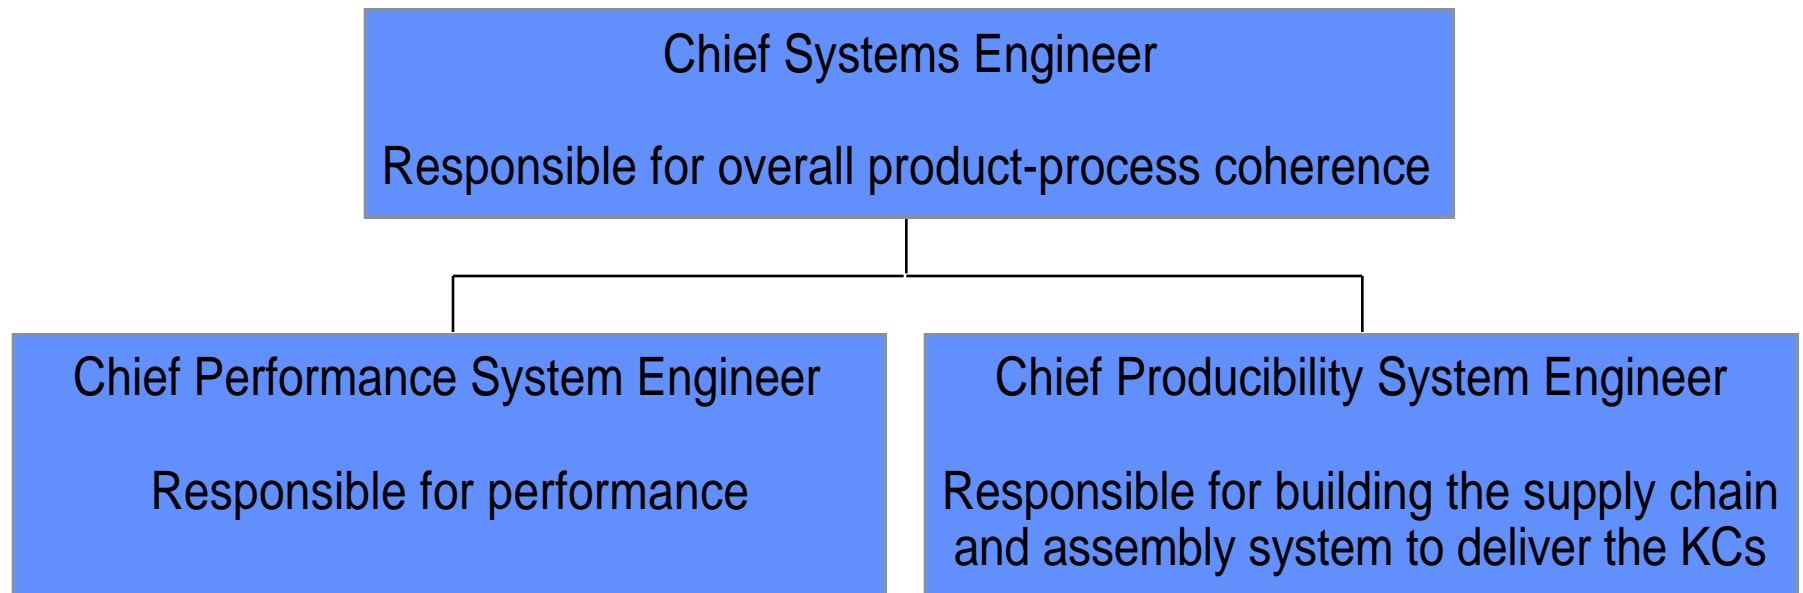 Chief Systems Engineer
Responsible for overall product-process coherence
Chief Performance System Engineer
Responsible for performance
Chief Producibility System Engineer
Responsible for building the supply chain
and assembly system to deliver the KCs